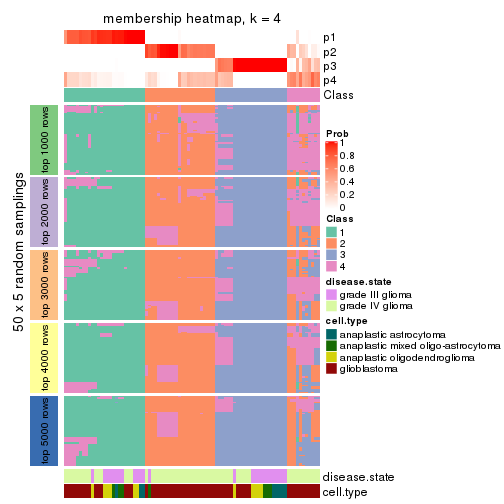 membership heatmap, k = 4
p1
p2
p3
p4
Class
50 x 5 random samplings
top 1000 rows
top 2000 rows
top 3000 rows
top 4000 rows
top 5000 rows
Prob
1
0.8
0.6
0.4
0.2
0
Class
1
2
3
4
disease.state
grade III glioma
grade IV glioma
cell.type
anaplastic astrocytoma
anaplastic mixed oligo-astrocytoma
anaplastic oligodendroglioma
glioblastoma
disease.state
cell.type